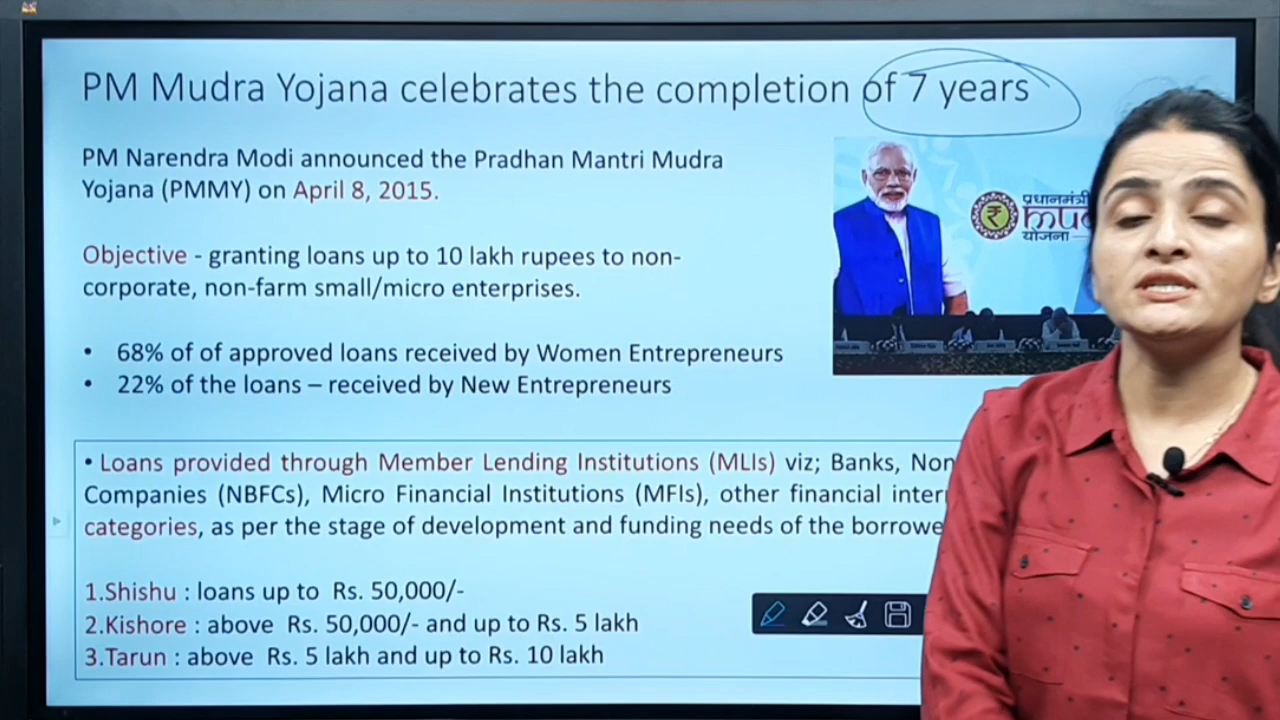 PM Mudra Yojana celebrates the completion of 7 years
PM Narendra Modi announced the Pradhan Mantri Mudra
Yojana (PMMY) on April 8, 2015.
प्रधानमंत्री
योजना
Objective - granting loans up to 10 lakh rupees to non-
corporate, non-farm small/micro enterprises.
• 68% of of approved loans received by Women Entrepreneurs
• 22% of the loans – received by New Entrepreneurs
• Loans provided through Member Lending Institutions (MLIs) viz; Banks,
Companies (NBFCs), Micro Financial Institutions (MFIs), other financial
categories, as per the stage of development and funding needs of the
1.Shishu : loans up to Rs. 50,000/-
2.Kishore : above Rs. 50,000/- and up to Rs. 5 lakh
3.Tarun : above Rs. 5 lakh and up to Rs. 10 lakh